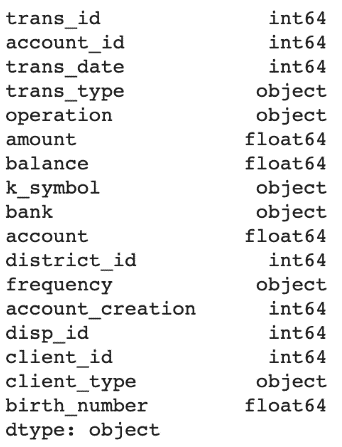 trans_id int64
account_id int64
trans_date int64
trans_type object
operation object
amount float64
balance float64
k_symbol object
bank object
account float64
district_id int64
frequency object
account_creation int64
disp_id int64
client_id int64
client_type object
birth_number float64
dtype: object